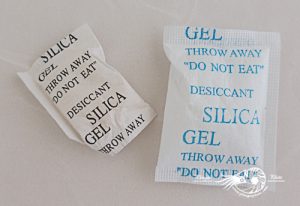 SILICA
GEL
THROW AWAY
"DO NOT EAT"
DESICCANT
SILICA
GEL
THROW AWAY
GEL
THROW AWAY
"DO NOT EAT"
DESICCANT
SILICA
GEL
THROW AWAY
"DO NOT EAT"